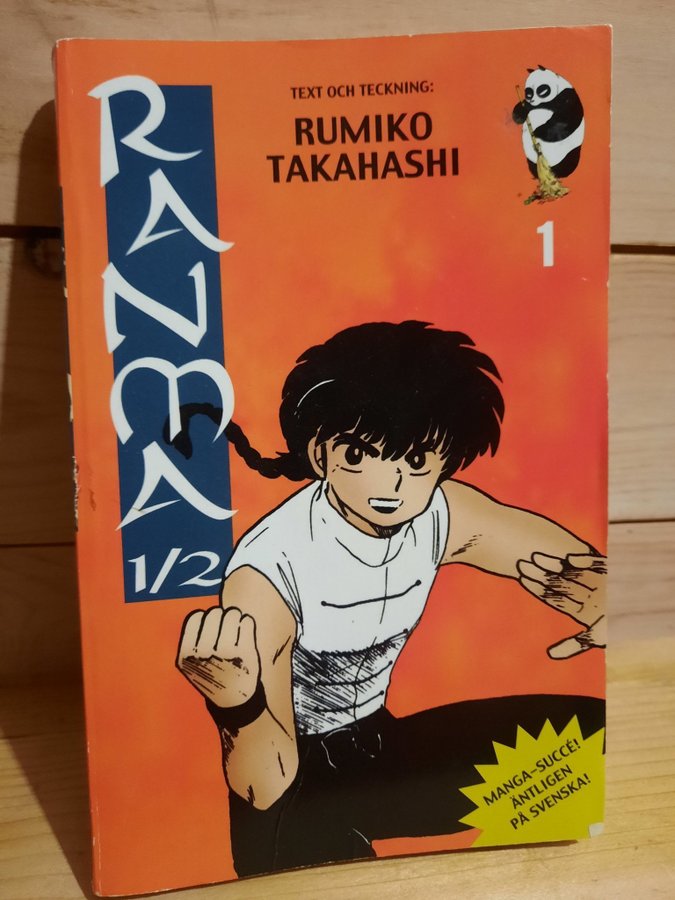 RANMA
1/2
TEXT OCH TECKNING:
RUMIKO
TAKAHASHI
1
MANGA-SUCCÉ!
ÄNTLIGEN
PÅ SVENSKA!